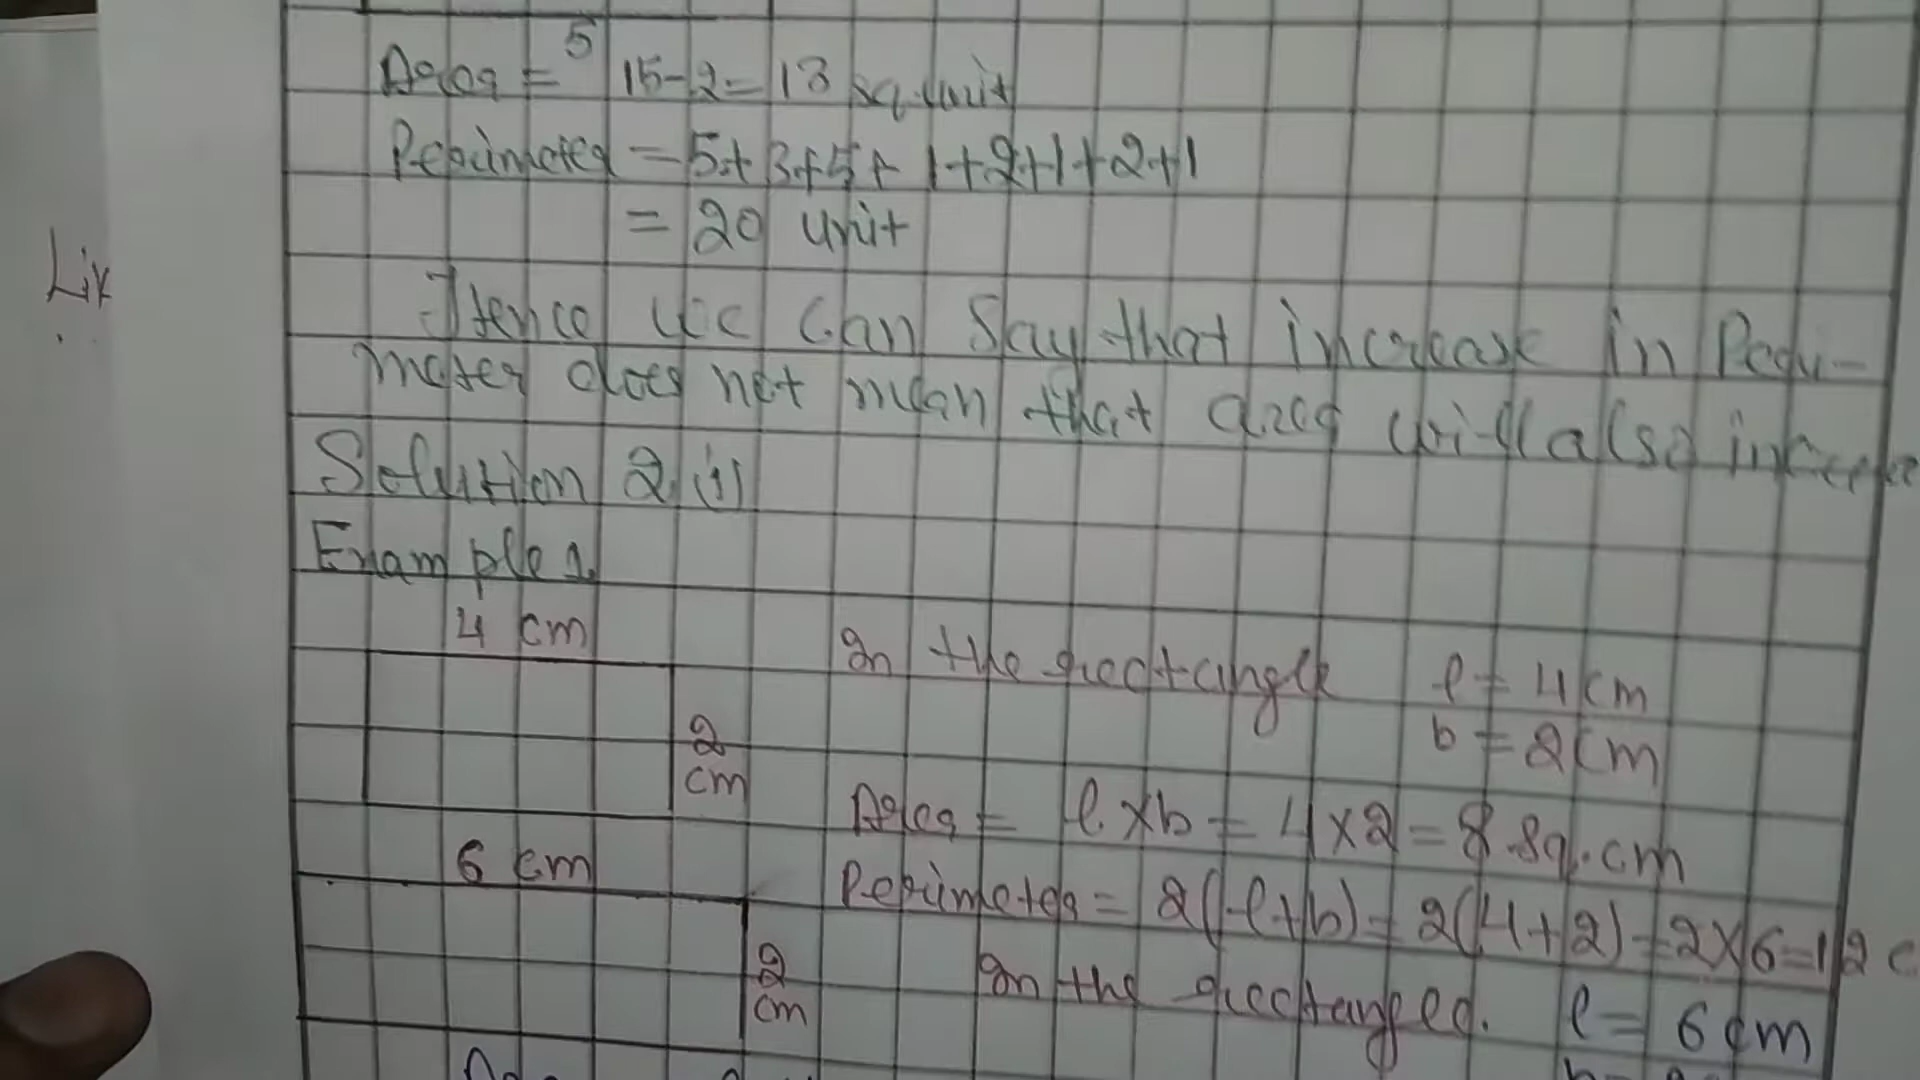 5
Area = 15-2=13 sq.unit
Perimeter = 5+3+5+1+2+1+2+1
= 20 unit
Lik
Hence we can say that increase in Peri-
meter does not mean that area will also increase
Solution 2.(1)
Example 1
4 cm
In the rectangle l = 4 cm
2 b = 2 cm
cm
Area = l × b = 4×2 = 8 sq.cm
6 cm
Perimeter = 2(l+b) = 2(4+2) = 2×6=12 c
2
cm
In the rectanged. l = 6 cm